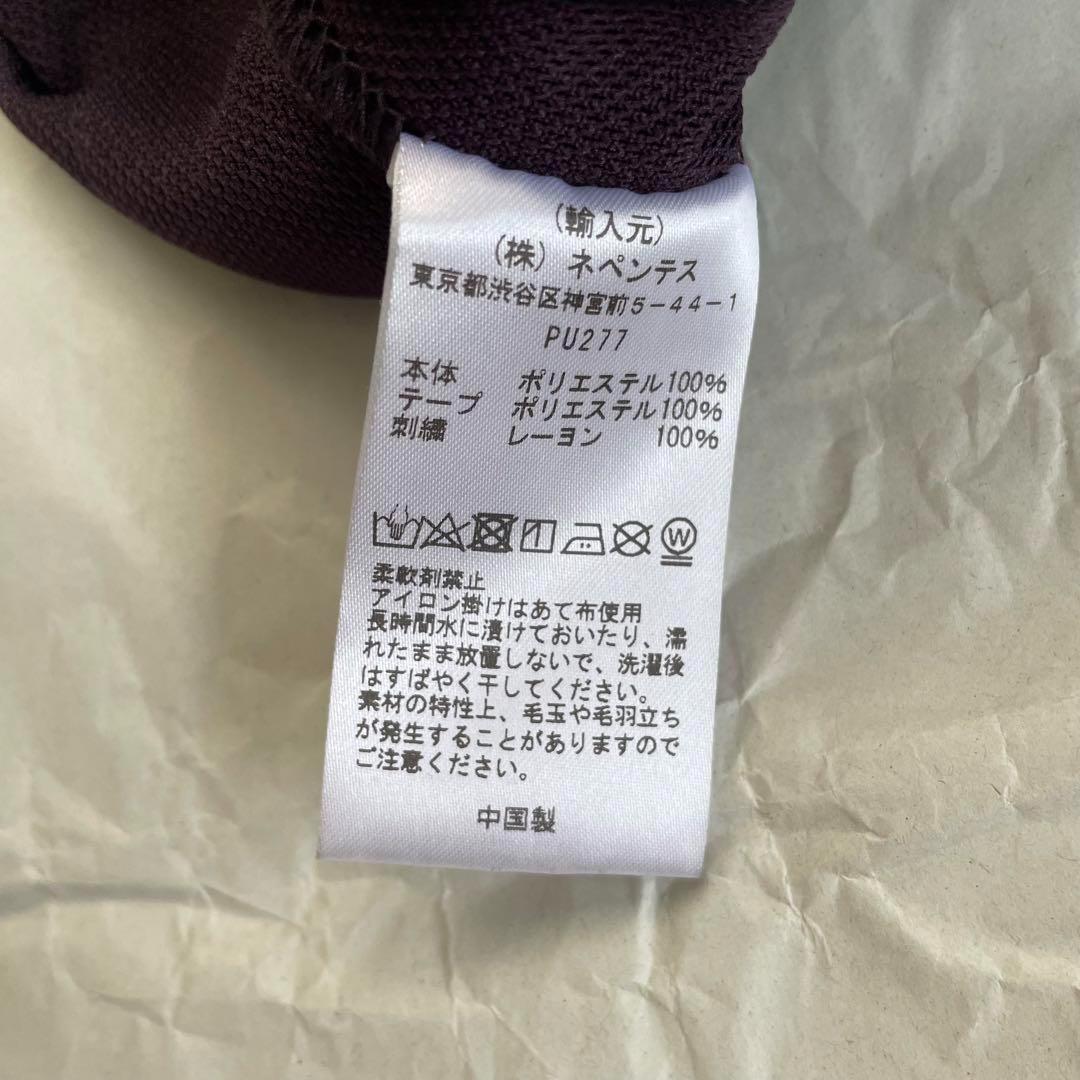 (輸入元)
(株) ネペンテス
東京都渋谷区神宮前5-44-1
PU277
本体 ポリエステル100%
テープ ポリエステル100%
刺繍 レーヨン 100%
W
柔軟剤禁止
アイロン掛けはあて布使用
長時間水に漬けておいたり、濡
れたまま放置しないで、洗濯後
はすばやく干してください。
素材の特性上、毛玉や毛羽立ち
が発生することがありますので
ご注意ください。
中国製